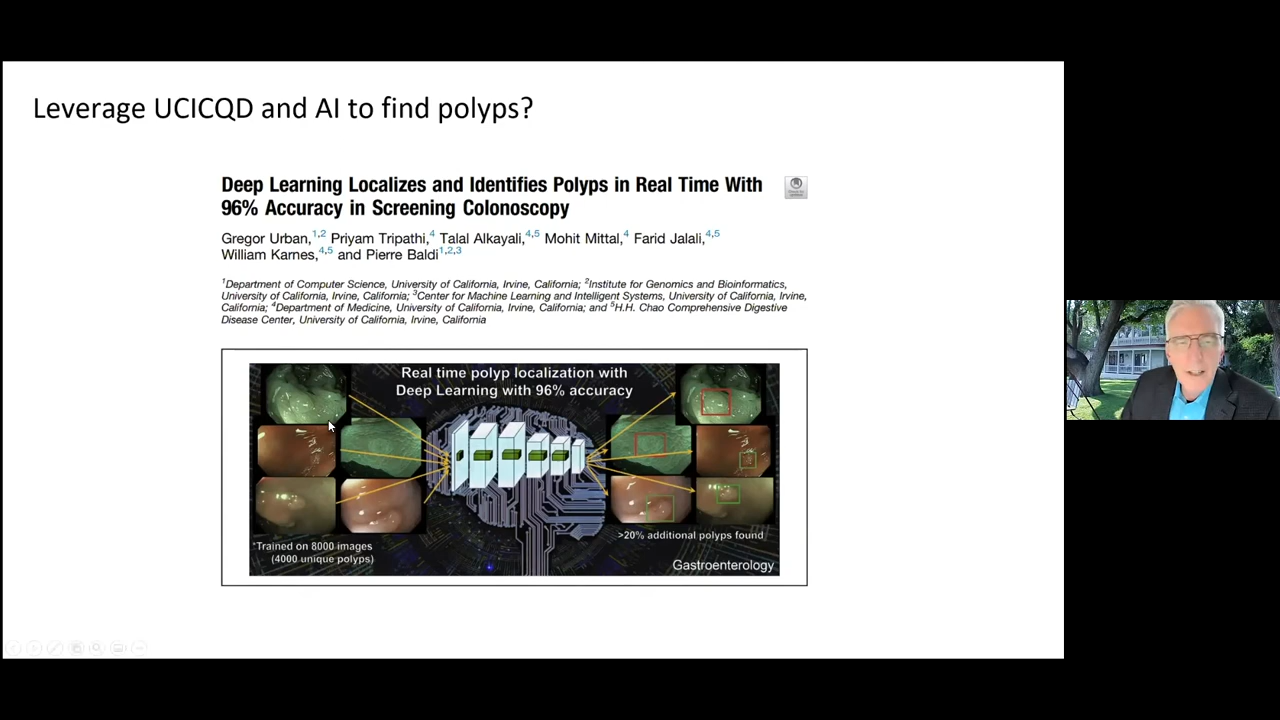 Leverage UCICQD and AI to find polyps?
Deep Learning Localizes and Identifies Polyps in Real Time With
96% Accuracy in Screening Colonoscopy
Gregor Urban,1,2 Priyam Tripathi,4 Talal Alkayali,4,5 Mohit Mittal,4 Farid Jalali,4,5
William Karnes,4,5 and Pierre Baldi1,2,3
1Department of Computer Science, University of California, Irvine, California; 2Institute for Genomics and Bioinformatics,
University of California, Irvine, California; 3Center for Machine Learning and Intelligent Systems, University of California, Irvine,
California; 4Department of Medicine, University of California, Irvine, California; and 5H.H. Chao Comprehensive Digestive
Disease Center, University of California, Irvine, California
Real time polyp localization with
Deep Learning with 96% accuracy
*Trained on 8000 images
(4000 unique polyps)
>20% additional polyps found
Gastroenterology